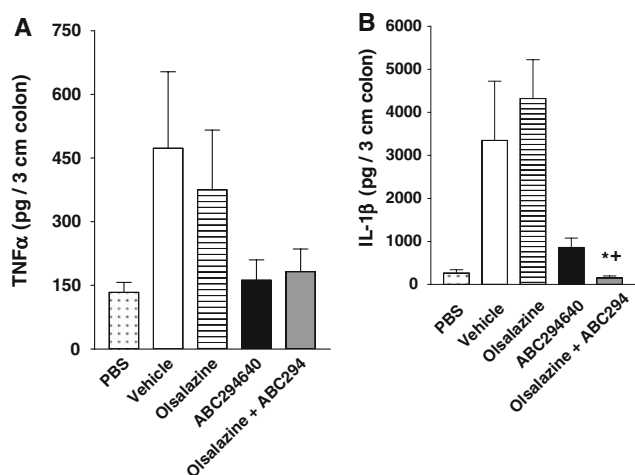 A
TNFα (pg / 3 cm colon)
750
600
450
300
150
0
PBS
Vehicle
Olsalazine
ABC294640
Olsalazine + ABC294
B
IL-1β (pg / 3 cm colon)
6000
5000
4000
3000
2000
1000
0
*+
PBS
Vehicle
Olsalazine
ABC294640
Olsalazine + ABC294